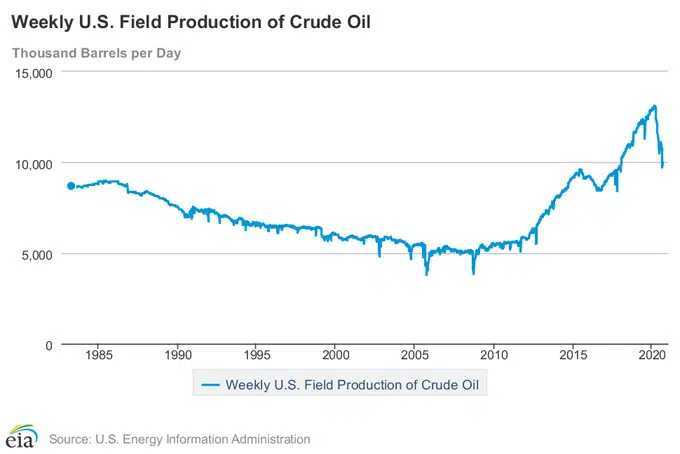 Weekly U.S. Field Production of Crude Oil
Thousand Barrels per Day
15,000
10,000
5,000
0
1985 1990 1995 2000 2005 2010 2015 2020
Weekly U.S. Field Production of Crude Oil
eia Source: U.S. Energy Information Administration